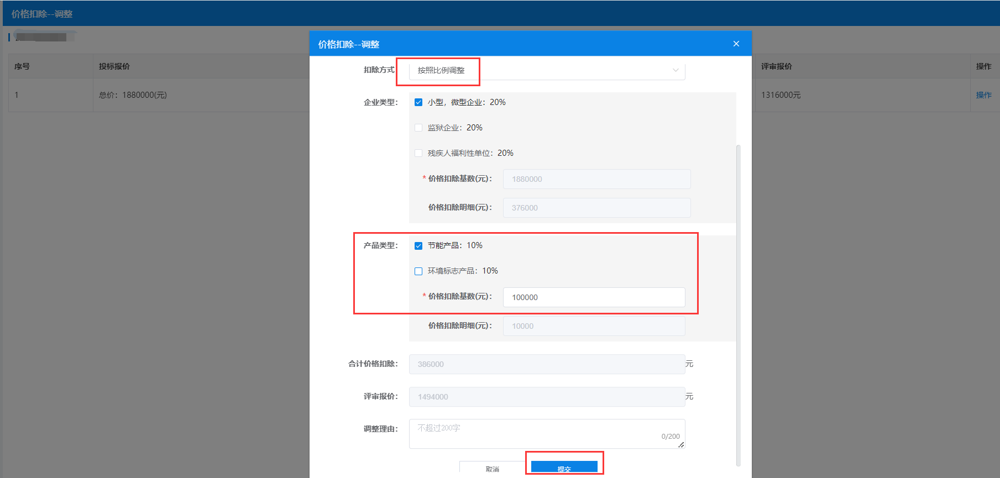 价格扣除--调整
序号
投标报价
评审报价
操作
1
总价：1880000(元)
1316000元
操作
价格扣除--调整
扣除方式
按照比例调整
企业类型：
小型，微型企业：20%
监狱企业：20%
残疾人福利性单位：20%
* 价格扣除基数(元)：
1880000
价格扣除明细(元)：
376000
产品类型：
节能产品：10%
环境标志产品：10%
* 价格扣除基数(元)：
100000
价格扣除明细(元)：
10000
合计价格扣除：
386000
元
评审报价：
1494000
元
调整理由：
不超过200字
0/200
取消
提交